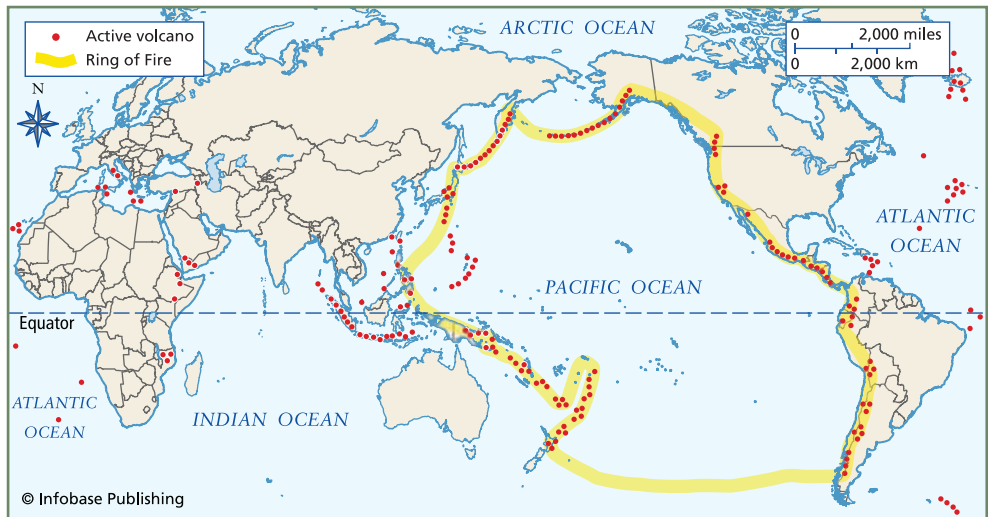 Active volcano
Ring of Fire
ARCTIC OCEAN
0 2,000 miles
0 2,000 km
N
ATLANTIC
OCEAN
PACIFIC OCEAN
Equator
ATLANTIC
OCEAN
INDIAN OCEAN
© Infobase Publishing